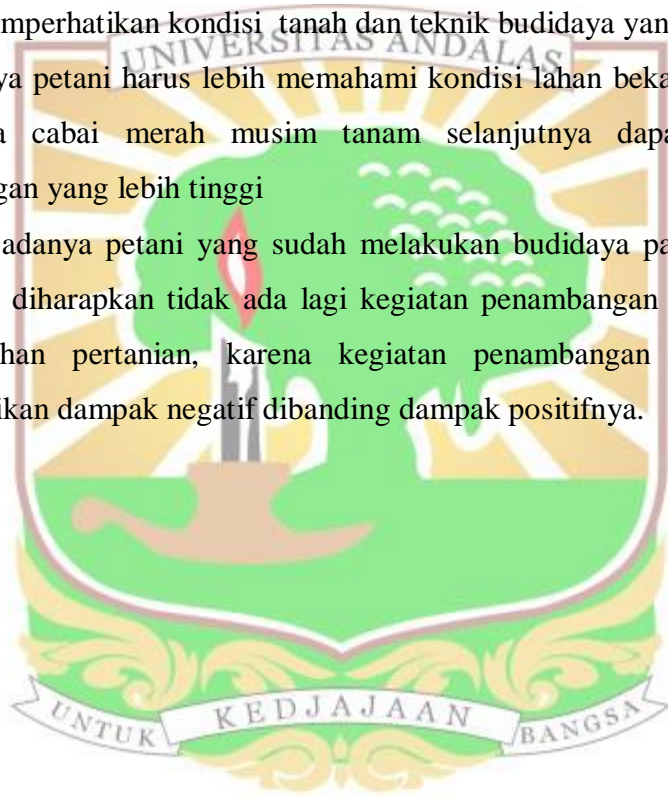 mperhatikan kondisi tanah dan teknik budidaya yan
UNIVERSITAS ANDALAS
ya petani harus lebih memahami kondisi lahan beka
a cabai merah musim tanam selanjutnya dapa
gan yang lebih tinggi
adanya petani yang sudah melakukan budidaya pa
diharapkan tidak ada lagi kegiatan penambangan
han pertanian, karena kegiatan penambangan
ikan dampak negatif dibanding dampak positifnya.
UNTUK KEDJAJAAN BANGSA